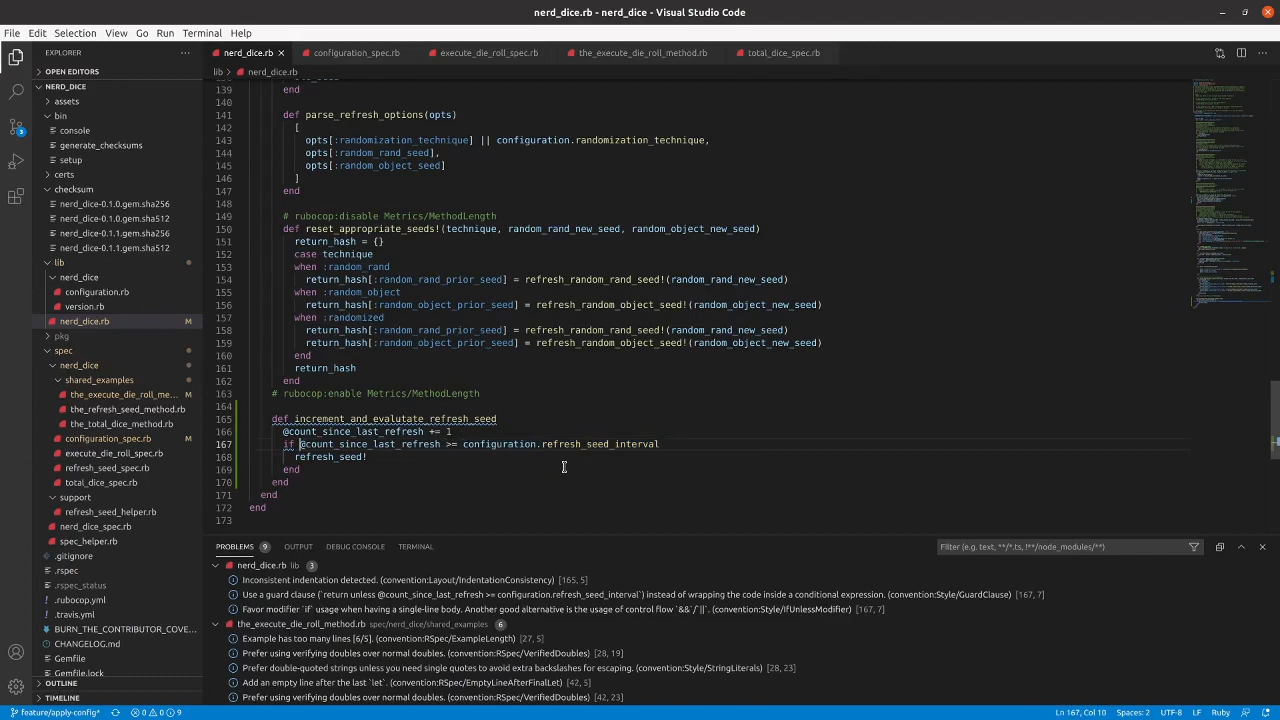 nerd_dice.rb - nerd_dice - Visual Studio Code
File Edit Selection View Go Run Terminal Help
EXPLORER ···
nerd_dice.rb configuration_spec.rb execute_die_roll_spec.rb the_execute_die_roll_method.rb total_dice_spec.rb
lib > nerd_dice.rb
OPEN EDITORS
NERD_DICE
assets
bin
console
generate_checksums
setup
certs
checksum
nerd_dice-0.1.0.gem.sha256
nerd_dice-0.1.0.gem.sha512
nerd_dice-0.1.1.gem.sha256
nerd_dice-0.1.1.gem.sha512
lib
nerd_dice
configuration.rb
version.rb
nerd_dice.rb M
pkg
spec
nerd_dice
shared_examples
the_execute_die_roll_me... M
the_refresh_seed_method.rb
the_total_dice_method.rb
configuration_spec.rb M
execute_die_roll_spec.rb
refresh_seed_spec.rb
total_dice_spec.rb
support
refresh_seed_helper.rb
nerd_dice_spec.rb
spec_helper.rb
.gitignore
.rspec
.rspec_status
.rubocop.yml
.travis.yml
BURN_THE_CONTRIBUTOR_COVE...
CHANGELOG.md
Gemfile
Gemfile.lock
OUTLINE
TIMELINE
139 end
140
141 def parse_refresh_options(opts)
142 [
143 opts[:randomization_technique] || configuration.randomization_technique,
144 opts[:random_rand_seed],
145 opts[:random_object_seed]
146 ]
147 end
148
149 # rubocop:disable Metrics/MethodLength
150 def reset_appropriate_seeds!(technique, random_rand_new_seed, random_object_new_seed)
151 return_hash = {}
152 case technique
153 when :random_rand
154 return_hash[:random_rand_prior_seed] = refresh_random_rand_seed!(random_rand_new_seed)
155 when :random_object
156 return_hash[:random_object_prior_seed] = refresh_random_object_seed!(random_object_new_seed)
157 when :randomized
158 return_hash[:random_rand_prior_seed] = refresh_random_rand_seed!(random_rand_new_seed)
159 return_hash[:random_object_prior_seed] = refresh_random_object_seed!(random_object_new_seed)
160 end
161 return_hash
162 end
163 # rubocop:enable Metrics/MethodLength
164
165 def increment_and_evalutate_refresh_seed
166 @count_since_last_refresh += 1
167 if @count_since_last_refresh >= configuration.refresh_seed_interval
168 refresh_seed!
169 end
170 end
171 end
172 end
173
PROBLEMS 9 OUTPUT DEBUG CONSOLE TERMINAL Filter (e.g. text, **/*.ts, !**/node_modules/**)
nerd_dice.rb lib 3
Inconsistent indentation detected. (convention:Layout/IndentationConsistency) [165, 5]
Use a guard clause (`return unless @count_since_last_refresh >= configuration.refresh_seed_interval`) instead of wrapping the code inside a conditional expression. (convention:Style/GuardClause) [167, 7]
Favor modifier `if` usage when having a single-line body. Another good alternative is the usage of control flow `&&`/`||`. (convention:Style/IfUnlessModifier) [167, 7]
the_execute_die_roll_method.rb spec/nerd_dice/shared_examples 6
Example has too many lines [6/5]. (convention:RSpec/ExampleLength) [27, 5]
Prefer using verifying doubles over normal doubles. (convention:RSpec/VerifiedDoubles) [28, 19]
Prefer double-quoted strings unless you need single quotes to avoid extra backslashes for escaping. (convention:Style/StringLiterals) [28, 23]
Add an empty line after the last `let`. (convention:RSpec/EmptyLineAfterFinalLet) [42, 5]
Prefer using verifying doubles over normal doubles. (convention:RSpec/VerifiedDoubles) [42, 23]
feature/apply-config* 0 0 9 Ln 167, Col 10 Spaces: 2 UTF-8 LF Ruby